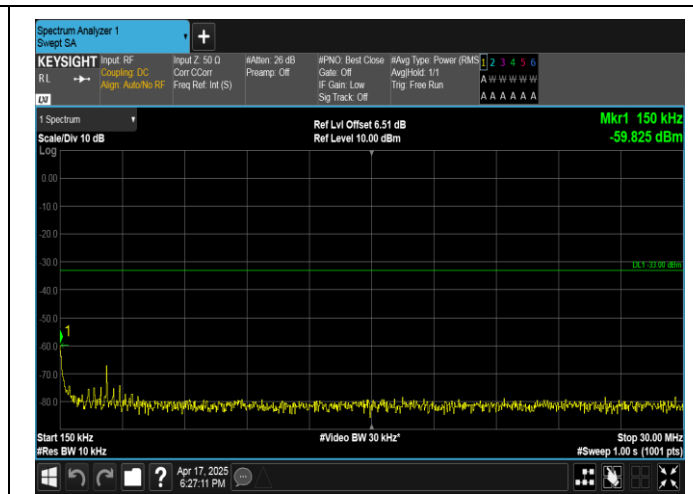 Spectrum Analyzer 1
Swept SA
+
KEYSIGHT Input: RF Input Z: 50 Ω #Atten: 26 dB #PNO: Best Close #Avg Type: Power (RMS 1 2 3 4 5 6
RL Coupling: DC Corr CCorr Preamp: Off Gate: Off Avg|Hold: 1/1 A W W W W W
Align: Auto/No RF Freq Ref: Int (S) IF Gain: Low Trig: Free Run
Sig Track: Off A A A A A A
LXI
1 Spectrum Ref Lvl Offset 6.51 dB Mkr1 150 kHz
Scale/Div 10 dB Ref Level 10.00 dBm -59.825 dBm
Log
0.00
-10.0
-20.0
-30.0
DL1 -33.00 dBm
-40.0
-50.0
1
-60.0
-70.0
-80.0
Start 150 kHz #Video BW 30 kHz* Stop 30.00 MHz
#Res BW 10 kHz #Sweep 1.00 s (1001 pts)
? Apr 17, 2025
6:27:11 PM